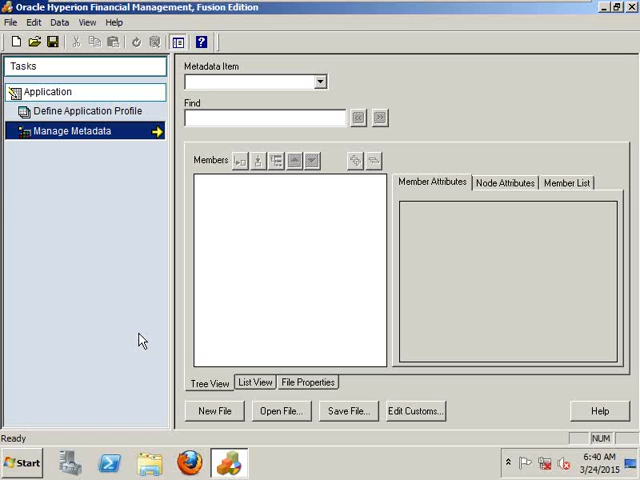 Oracle Hyperion Financial Management, Fusion Edition
File Edit Data View Help
Tasks
Application
Define Application Profile
Manage Metadata
Metadata Item
Find
Members
Member Attributes Node Attributes Member List
Tree View List View File Properties
New File Open File... Save File... Edit Customs... Help
Ready NUM
Start 6:40 AM
3/24/2015